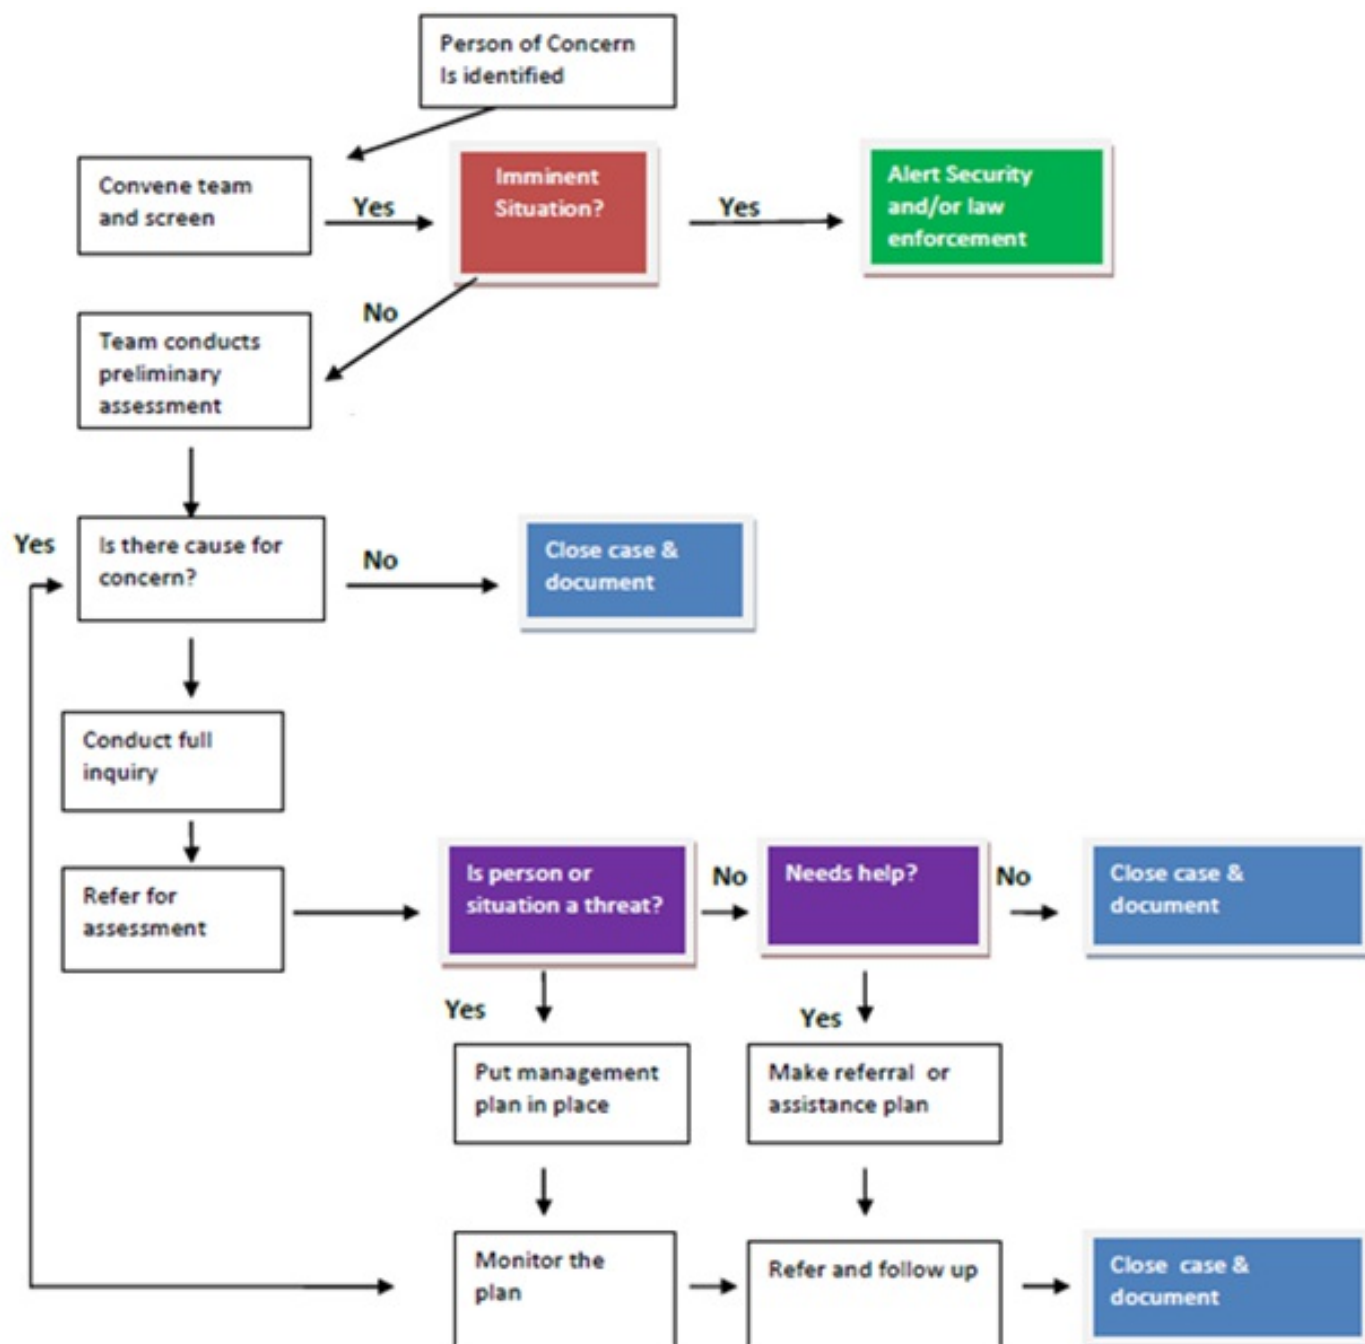 Person of Concern
Is identified
Convene team
and screen
Yes
Imminent
Situation?
Yes
Alert Security
and/or law
enforcement
No
Team conducts
preliminary
assessment
Yes
Is there cause for
concern?
No
Close case &
document
Conduct full
inquiry
Refer for
assessment
Is person or
situation a threat?
No
Needs help?
No
Close case &
document
Yes
Yes
Put management
plan in place
Make referral or
assistance plan
Monitor the
plan
Refer and follow up
Close case &
document